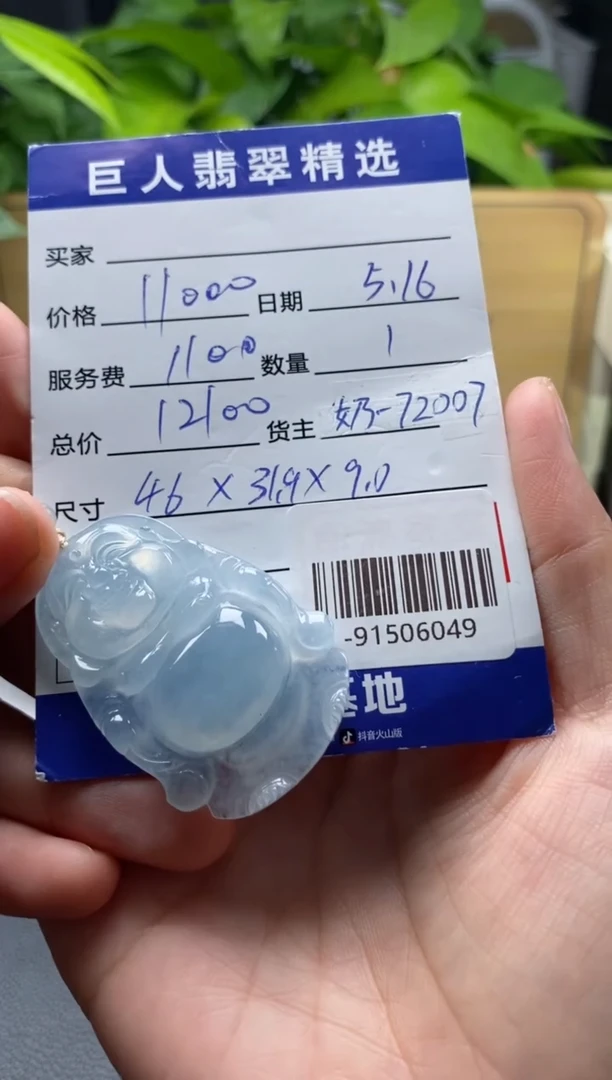 巨人翡翠精选
买家
价格 11000 日期 5.16
服务费 1100 数量 1
总价 12100 货主 奶-72007
尺寸 46 × 31.9 × 9.0
-91506049
基地
抖音火山版